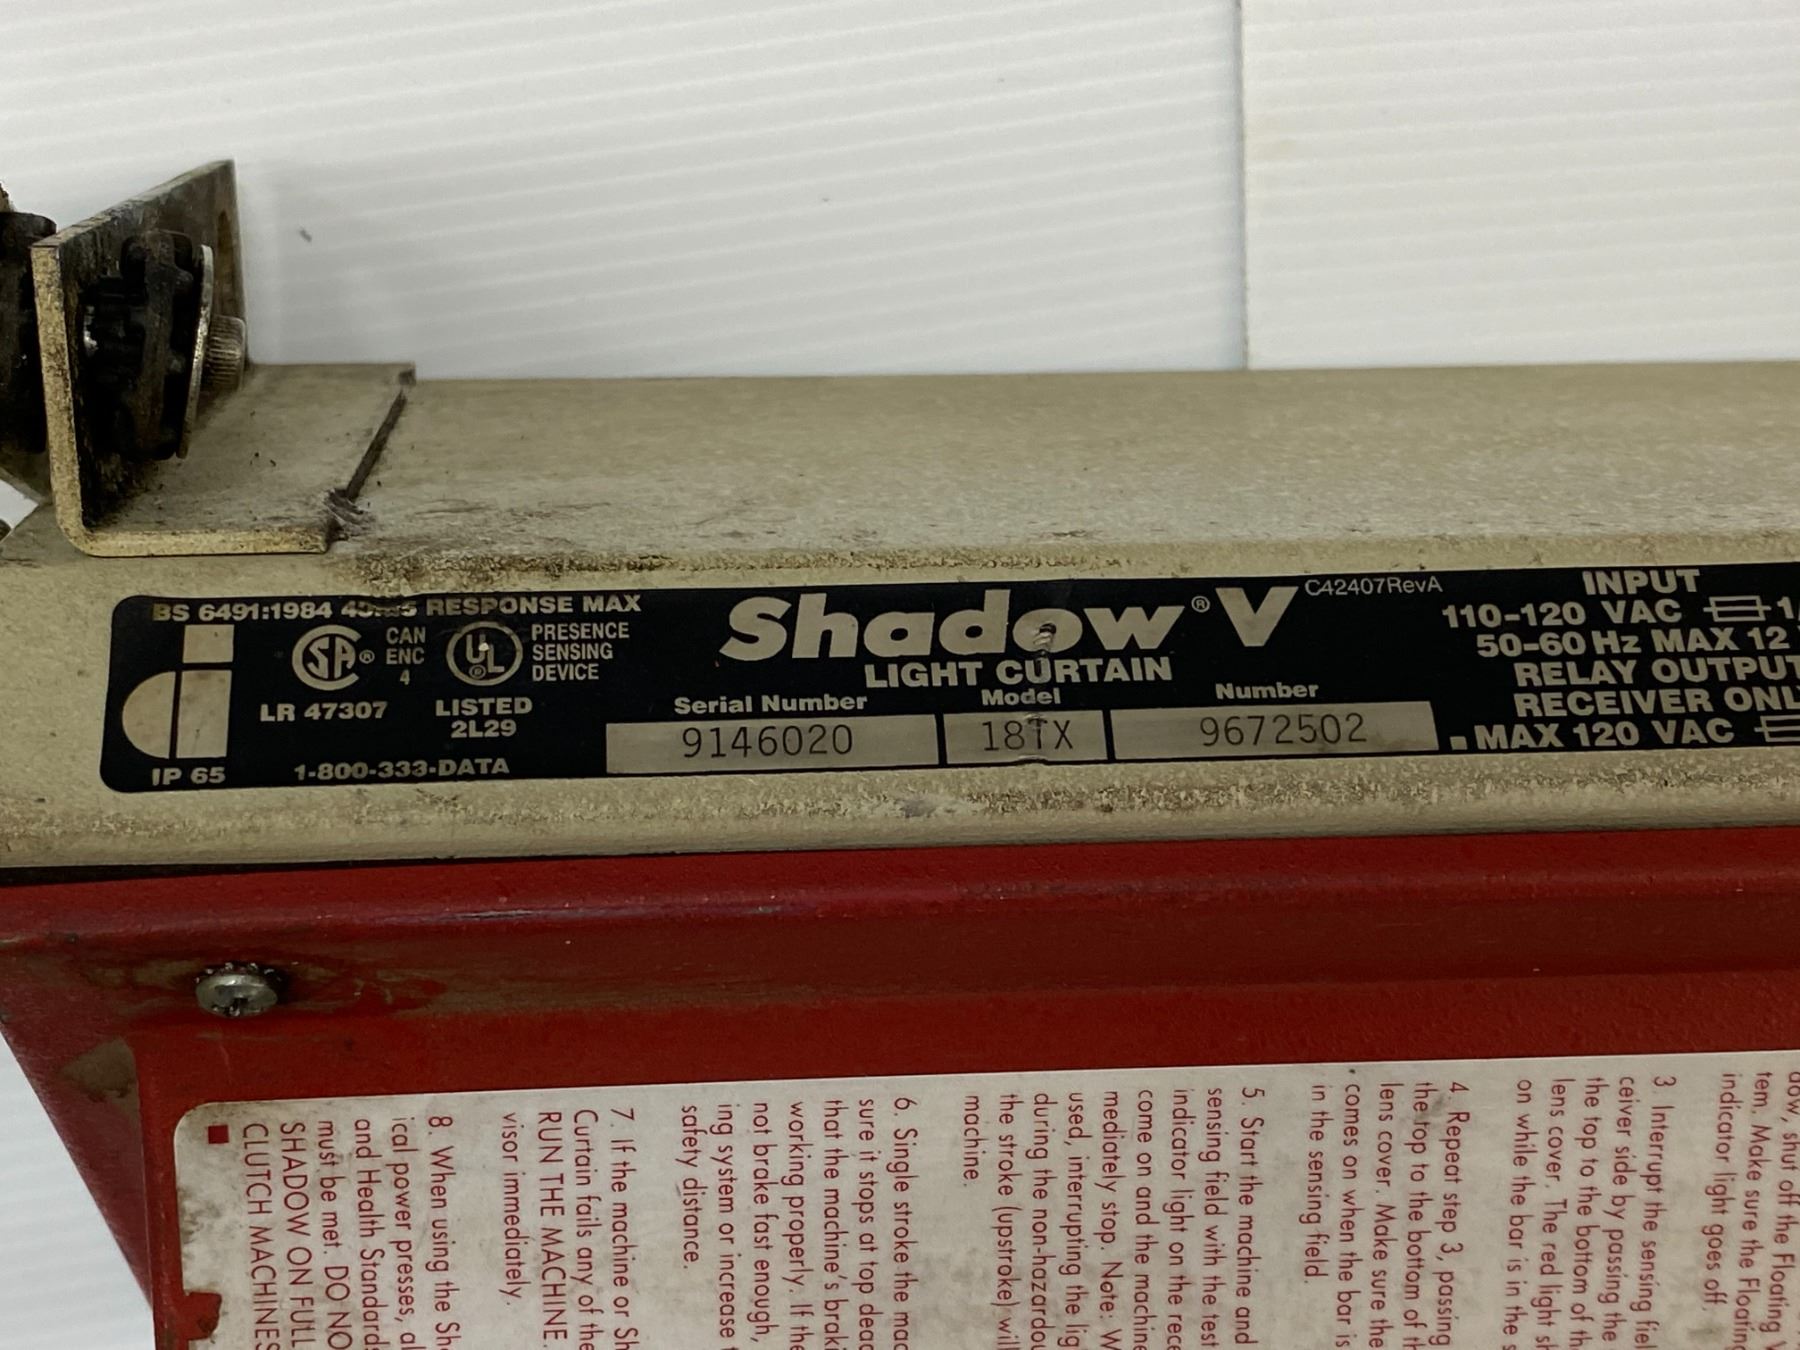 BS 6491:1984 RESPONSE MAX
CAN
ENC
4
PRESENCE
SENSING
DEVICE
LR 47307
LISTED
2L29
IP 65
1-800-333-DATA
Shadow® V
LIGHT CURTAIN
C42407RevA
Serial Number Model Number
9146020 18TX 9672502
INPUT
110-120 VAC
50-60 Hz MAX 12
RELAY OUTPUT
RECEIVER ONL
MAX 120 VAC
dow, shut off the Floating
tem. Make sure the Floating
indicator light goes off.
3. Interrupt the sensing fiel
ceiver side by passing the
the top to the bottom of th
lens cover. The red light sh
on while the bar is in the s
4. Repeat step 3, passing
the top to the bottom of th
lens cover. Make sure the
comes on when the bar is
in the sensing field.
5. Start the machine and
sensing field with the test
indicator light on the rece
come on and the machine
mediately stop. Note: W
used, interrupting the lig
during the non-hazardou
the stroke (upstroke) will
machine.
6. Single stroke the mac
sure it stops at top dead
that the machine's braki
working properly. If the
not brake fast enough,
ing system or increase t
safety distance.
7. If the machine or Sh
Curtain fails any of the
RUN THE MACHINE.
visor immediately.
8. When using the Sh
ical power presses, al
and Health Standards
must be met. DO NO
SHADOW ON FULL
CLUTCH MACHINES